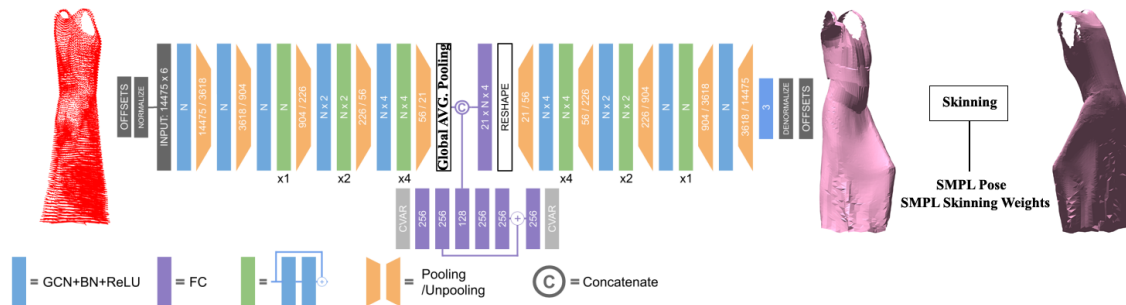 OFFSETS
NORMALIZE
INPUT: 14475 x 6
N
14475 / 3618
N
3618 / 904
N
N
904 / 226
N x 2
N x 2
226 / 56
N x 4
N x 4
56 / 21
Global AVG. Pooling
C
21 x N x 4
RESHAPE
21 / 56
N x 4
N x 4
56 / 226
N x 2
N x 2
226 / 904
N
N
904 / 3618
N
3618 / 14475
3
DENORMALIZE
OFFSETS
x1
x2
x4
x4
x2
x1
CVAR
256
256
128
256
256
+
256
CVAR
Skinning
SMPL Pose
SMPL Skinning Weights
= GCN+BN+ReLU
= FC
=
+
= Pooling
/Unpooling
C = Concatenate